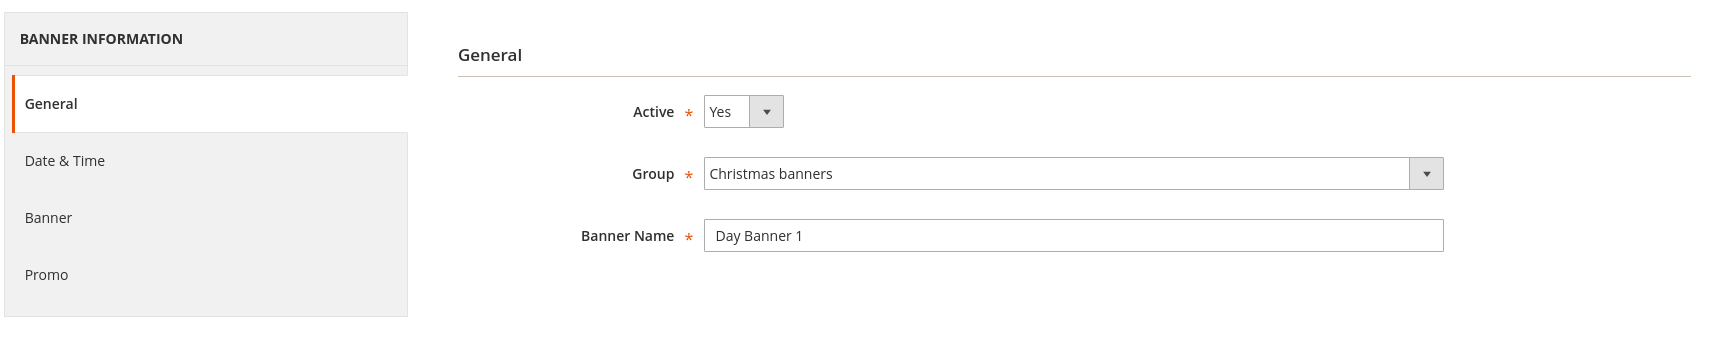 BANNER INFORMATION
General
Date & Time
Banner
Promo
General
Active * Yes
Group * Christmas banners
Banner Name * Day Banner 1